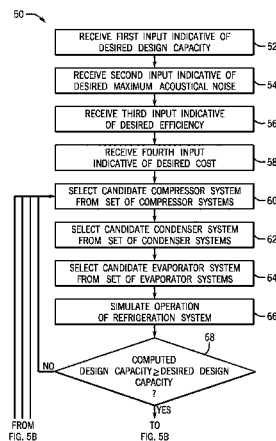 50
RECEIVE FIRST INPUT INDICATIVE OF
DESIRED DESIGN CAPACITY
52
RECEIVE SECOND INPUT INDICATIVE OF
DESIRED MAXIMUM ACOUSTICAL NOISE
54
RECEIVE THIRD INPUT INDICATIVE
OF DESIRED EFFICIENCY
56
RECEIVE FOURTH INPUT
INDICATIVE OF DESIRED COST
58
SELECT CANDIDATE COMPRESSOR SYSTEM
FROM SET OF COMPRESSOR SYSTEMS
60
SELECT CANDIDATE CONDENSER SYSTEM
FROM SET OF CONDENSER SYSTEMS
62
SELECT CANDIDATE EVAPORATOR SYSTEM
FROM SET OF EVAPORATOR SYSTEMS
64
SIMULATE OPERATION
OF REFRIGERATION SYSTEM
66
68
COMPUTED
DESIGN CAPACITY≥DESIRED DESIGN
CAPACITY
?
NO
YES
FROM
FIG. 5B
TO
FIG. 5B